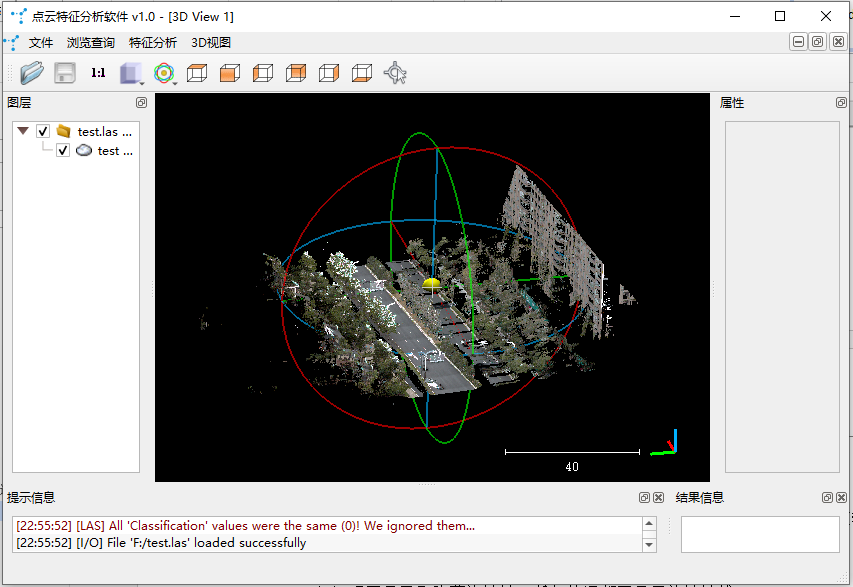 点云特征分析软件 v1.0 - [3D View 1]
文件 浏览查询 特征分析 3D视图
1:1
图层
属性
test.las ...
test ...
40
提示信息
结果信息
[22:55:52] [LAS] All 'Classification' values were the same (0)! We ignored them...
[22:55:52] [I/O] File 'F:/test.las' loaded successfully